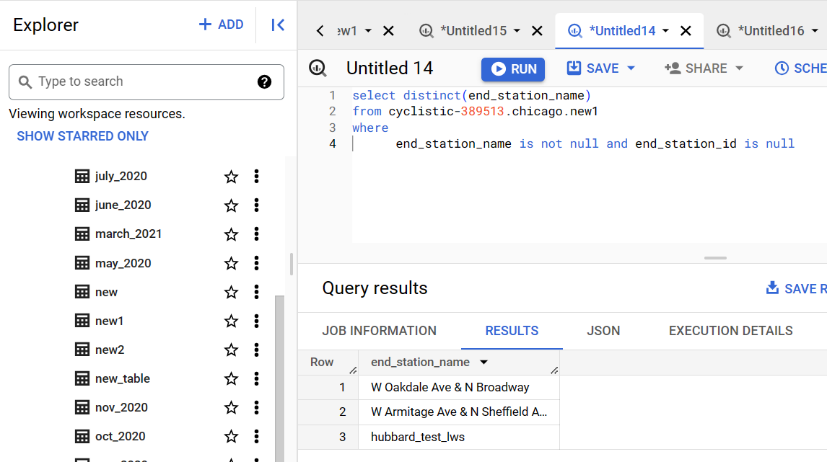 Explorer
+ ADD
Type to search
Viewing workspace resources.
SHOW STARRED ONLY
july_2020
june_2020
march_2021
may_2020
new
new1
new2
new_table
nov_2020
oct_2020
ew1
*Untitled15
*Untitled14
*Untitled16
Untitled 14
RUN
SAVE
SHARE
SCHE
1 select distinct(end_station_name)
2 from cyclistic-389513.chicago.new1
3 where
4 end_station_name is not null and end_station_id is null
Query results
SAVE R
JOB INFORMATION
RESULTS
JSON
EXECUTION DETAILS
Row end_station_name
1 W Oakdale Ave & N Broadway
2 W Armitage Ave & N Sheffield A...
3 hubbard_test_lws